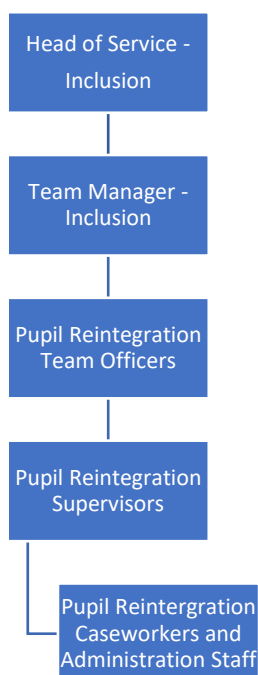 Head of Service -
Inclusion
Team Manager -
Inclusion
Pupil Reintegration
Team Officers
Pupil Reintegration
Supervisors
Pupil Reintergration
Caseworkers and
Administration Staff